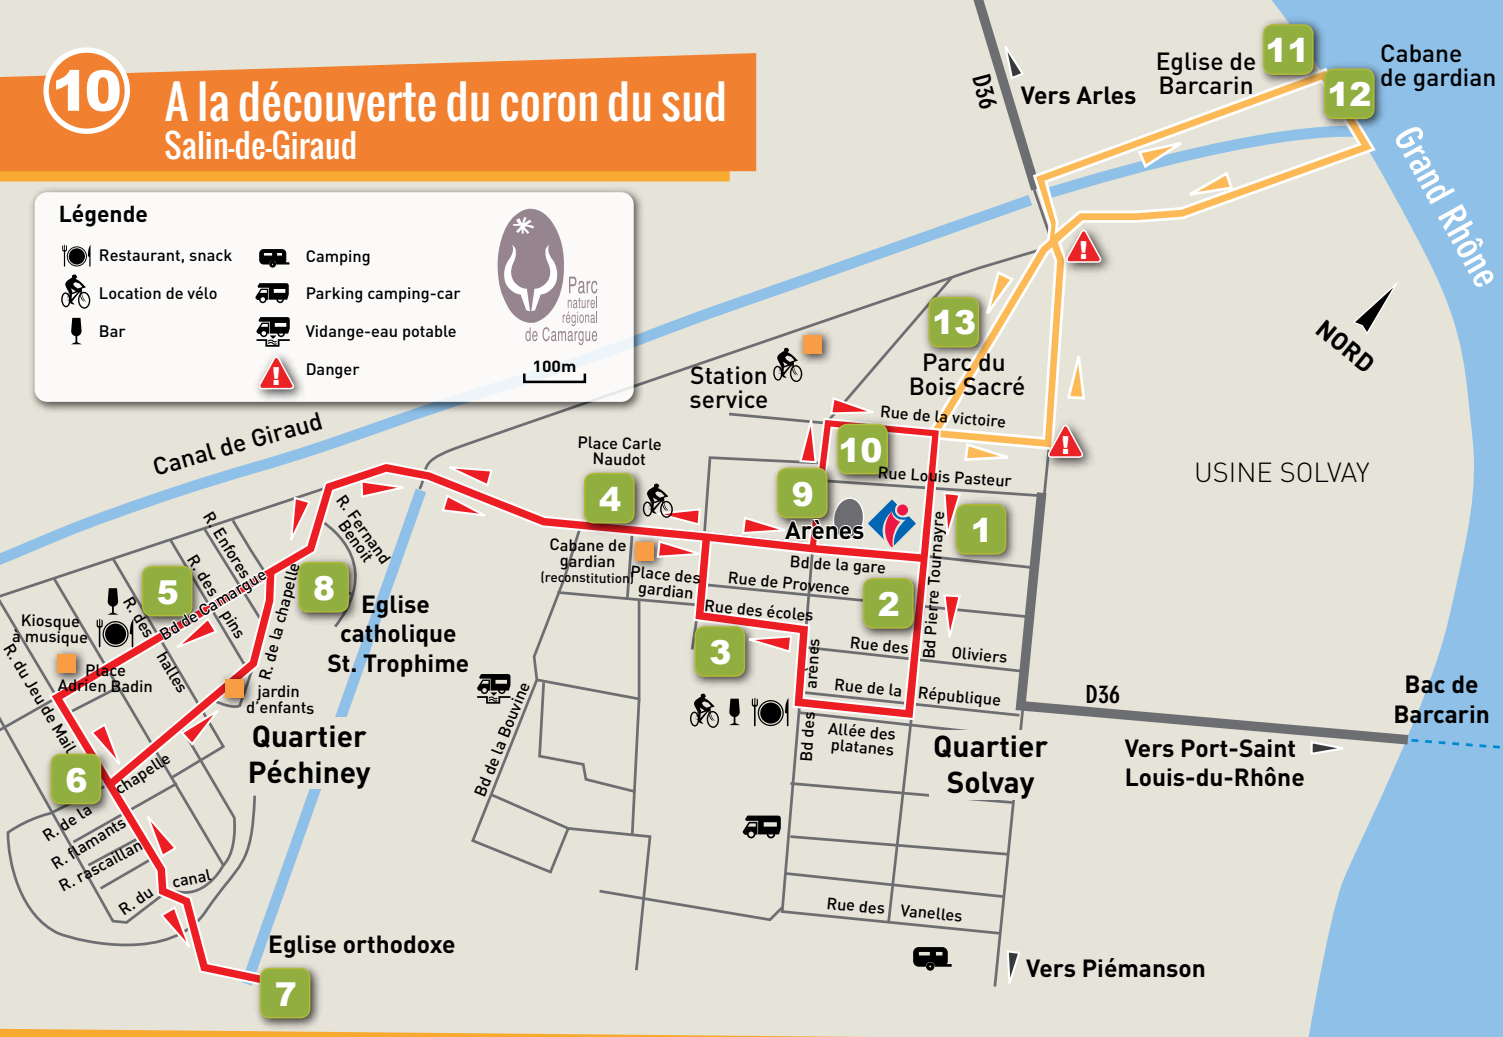 10
A la découverte du coron du sud
Salin-de-Giraud
Légende
Restaurant, snack
Location de vélo
Bar
Camping
Parking camping-car
Vidange-eau potable
Danger
Parc
naturel
régional
de Camargue
100m
D36
Vers Arles
Eglise de
Barcarin
11
12
Cabane
de gardian
Grand Rhône
NORD
13
Parc du
Bois Sacré
Station
service
Canal de Giraud
Rue de la victoire
10
Rue Louis Pasteur
USINE SOLVAY
Place Carle
Naudot
4
9
Arènes
1
Cabane de
gardian
(reconstitution)
Place des
gardian
Bd de la gare
Rue de Provence
2
Bd Pierre Tournayre
Rue des écoles
3
Rue des
Oliviers
Rue de la
République
Bd des
arènes
Allée des
platanes
Quartier
Solvay
D36
Bac de
Barcarin
Vers Port-Saint
Louis-du-Rhône
R. Fernand
Benoit
R. Enfores
R. des
pins
5
8
Bd de Camargue
R. de la chapelle
R. des
halles
Eglise
catholique
St. Trophime
Kiosque
à musique
Place
Adrien Badin
R. du Jeu de Mail
jardin
d'enfants
Quartier
Péchiney
Bd de la Bouvine
6
R. de la
chapelle
R. flamants
R. rascaillan
R. du
canal
Eglise orthodoxe
7
Rue des
Vanelles
Vers Piémanson